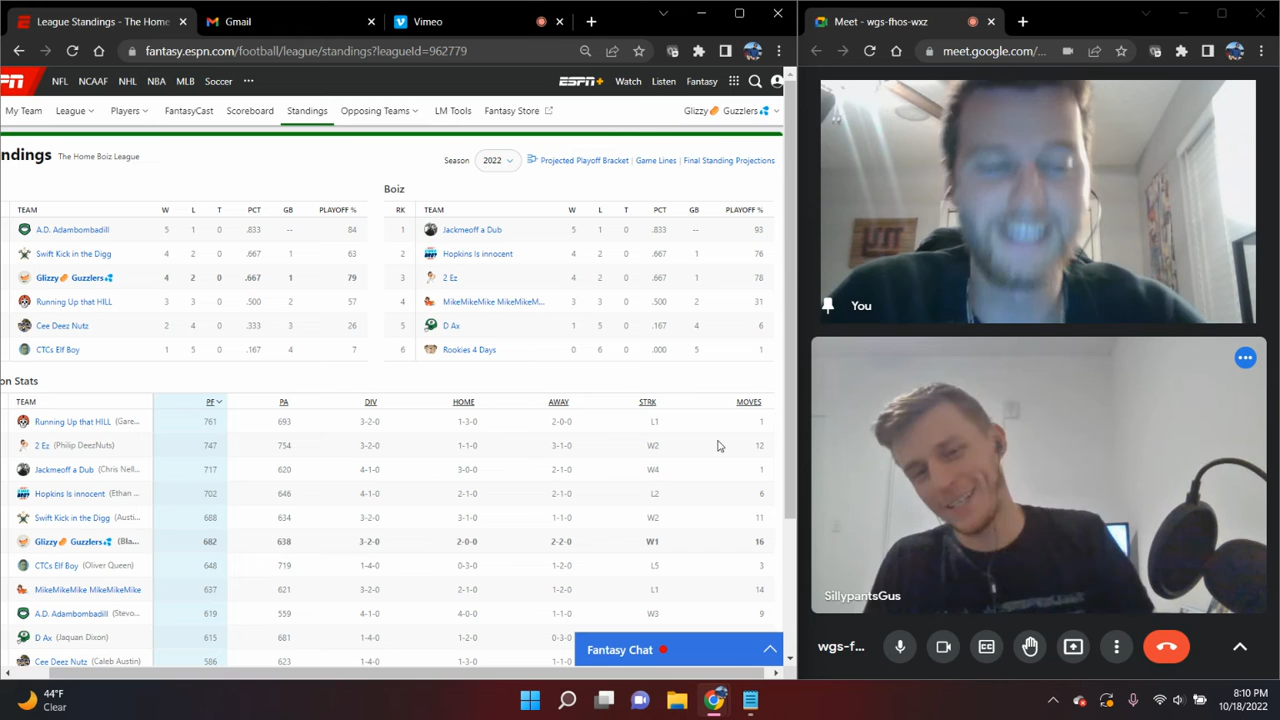 League Standings - The Home
Gmail
Vimeo
Meet - wgs-fhos-wxz
fantasy.espn.com/football/league/standings?leagueId=962779
meet.google.com/...
NFL NCAAF NHL NBA MLB Soccer
ESPN+ Watch Listen Fantasy
My Team League Players FantasyCast Scoreboard Standings Opposing Teams LM Tools Fantasy Store Glizzy🌭 Guzzlers💦
ndings The Home Boiz League
Season 2022 Projected Playoff Bracket Game Lines Final Standing Projections
Boiz
TEAM W L T PCT GB PLAYOFF %
A.D. Adambombadill 5 1 0 .833 -- 84
Swift Kick in the Digg 4 2 0 .667 1 63
Glizzy🌭 Guzzlers💦 4 2 0 .667 1 79
Running Up that HILL 3 3 0 .500 2 57
Cee Deez Nutz 2 4 0 .333 3 26
CTCs Elf Boy 1 5 0 .167 4 7
RK TEAM W L T PCT GB PLAYOFF %
1 Jackmeoff a Dub 5 1 0 .833 -- 93
2 Hopkins Is innocent 4 2 0 .667 1 76
3 2 Ez 4 2 0 .667 1 78
4 MikeMikeMike MikeMikeM... 3 3 0 .500 2 31
5 D Ax 1 5 0 .167 4 6
6 Rookies 4 Days 0 6 0 .000 5 1
on Stats
TEAM PF PA DIV HOME AWAY STRK MOVES
Running Up that HILL (Gare... 761 693 3-2-0 1-3-0 2-0-0 L1 1
2 Ez (Philip DeezNuts) 747 754 3-2-0 1-1-0 3-1-0 W2 12
Jackmeoff a Dub (Chris Nell... 717 620 4-1-0 3-0-0 2-1-0 W4 1
Hopkins Is innocent (Ethan ... 702 646 4-1-0 2-1-0 2-1-0 L2 6
Swift Kick in the Digg (Austi... 688 634 3-2-0 3-1-0 1-1-0 W2 11
Glizzy🌭 Guzzlers💦 (Bla... 682 638 3-2-0 2-0-0 2-2-0 W1 16
CTCs Elf Boy (Oliver Queen) 648 719 1-4-0 0-3-0 1-2-0 L5 3
MikeMikeMike MikeMikeMike 637 621 3-2-0 2-1-0 1-2-0 L1 14
A.D. Adambombadill (Stevo... 619 559 4-1-0 4-0-0 1-1-0 W3 9
D Ax (Jaquan Dixon) 615 681 1-4-0 1-2-0 0-3-0
Cee Deez Nutz (Caleb Austin) 586 623 1-4-0 1-3-0 1-1-0
Fantasy Chat
You
SillypantsGus
wgs-f...
44°F
Clear
8:10 PM
10/18/2022